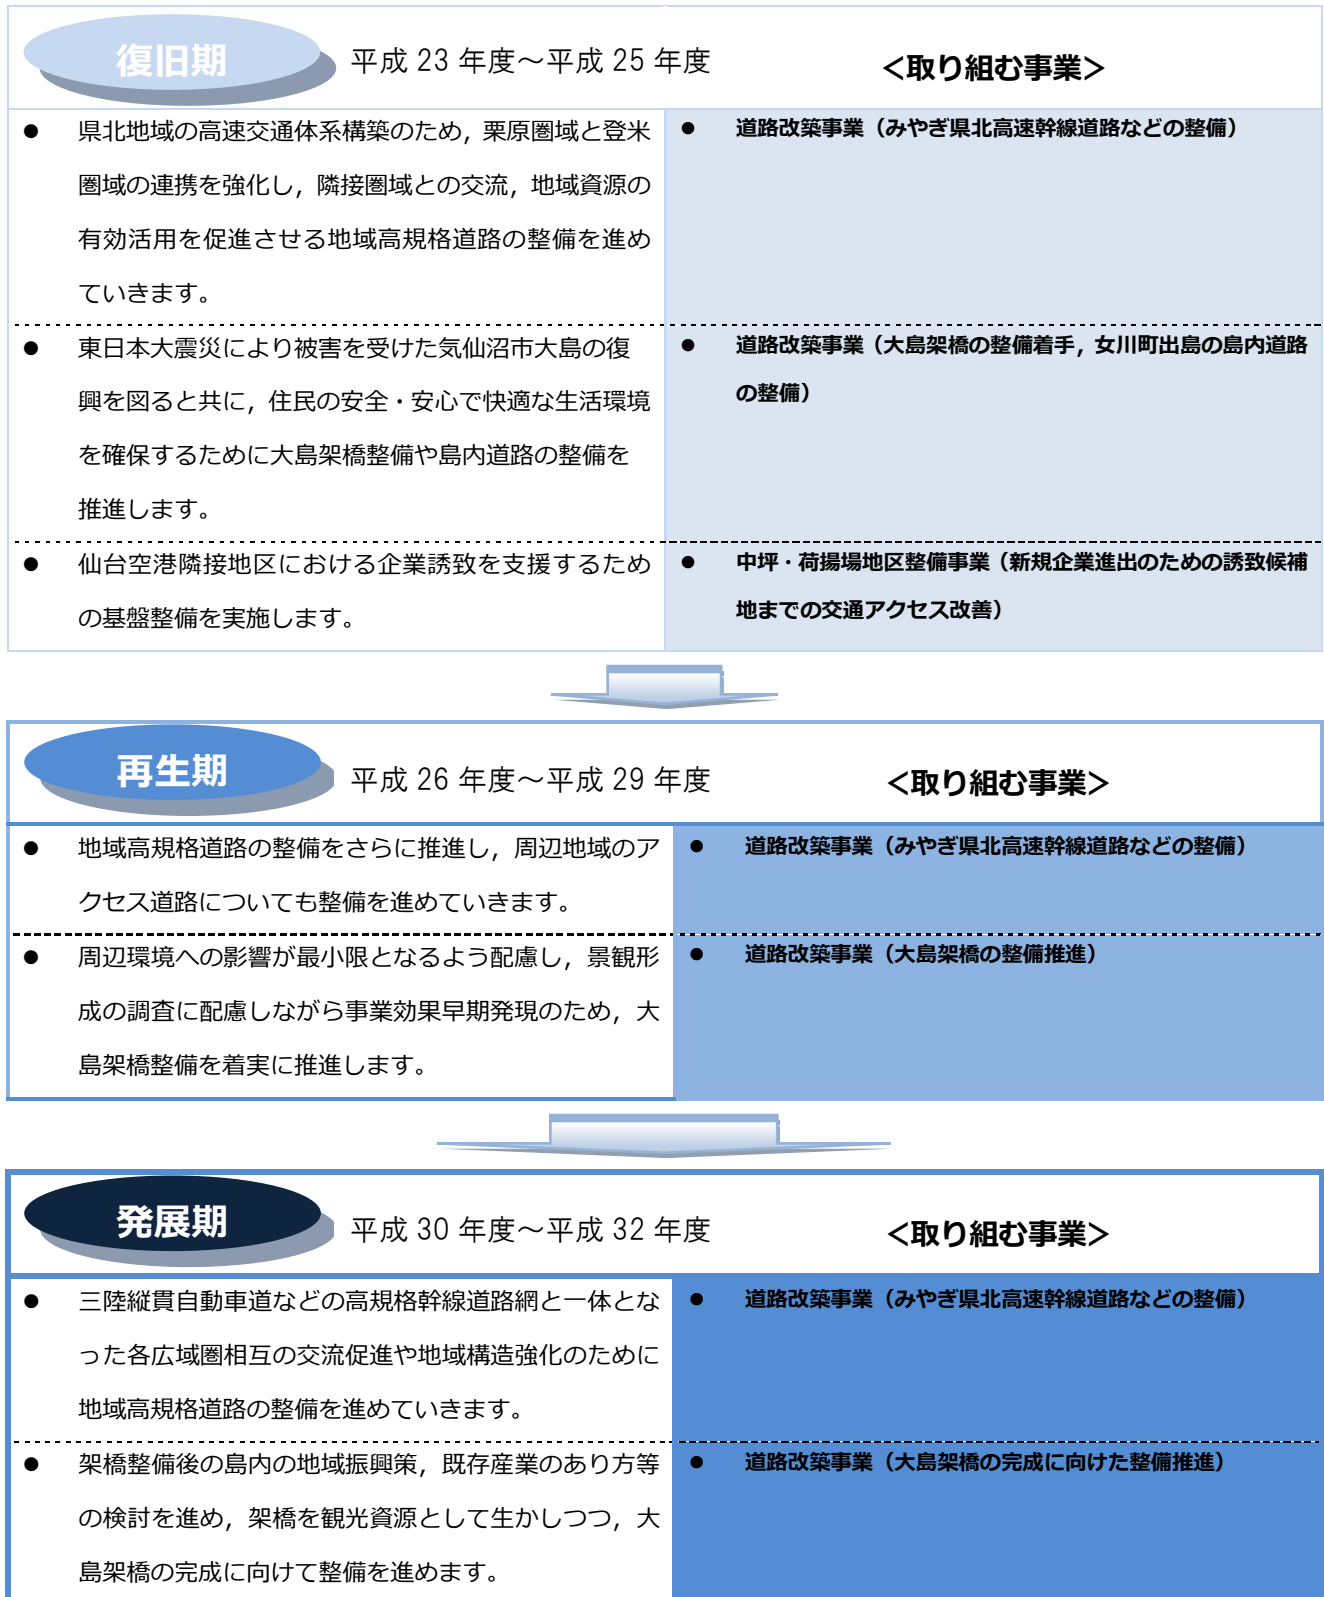 復旧期
平成 23 年度～平成 25 年度
＜取り組む事業＞
● 県北地域の高速交通体系構築のため，栗原圏域と登米
圏域の連携を強化し，隣接圏域との交流，地域資源の
有効活用を促進させる地域高規格道路の整備を進め
ていきます。
● 道路改築事業（みやぎ県北高速幹線道路などの整備）
● 東日本大震災により被害を受けた気仙沼市大島の復
興を図ると共に，住民の安全・安心で快適な生活環境
を確保するために大島架橋整備や島内道路の整備を
推進します。
● 道路改築事業（大島架橋の整備着手，女川町出島の島内道路
の整備）
● 仙台空港隣接地区における企業誘致を支援するため
の基盤整備を実施します。
● 中坪・荷揚場地区整備事業（新規企業進出のための誘致候補
地までの交通アクセス改善）
再生期
平成 26 年度～平成 29 年度
＜取り組む事業＞
● 地域高規格道路の整備をさらに推進し，周辺地域のア
クセス道路についても整備を進めていきます。
● 道路改築事業（みやぎ県北高速幹線道路などの整備）
● 周辺環境への影響が最小限となるよう配慮し，景観形
成の調査に配慮しながら事業効果早期発現のため，大
島架橋整備を着実に推進します。
● 道路改築事業（大島架橋の整備推進）
発展期
平成 30 年度～平成 32 年度
＜取り組む事業＞
● 三陸縦貫自動車道などの高規格幹線道路網と一体とな
った各広域圏相互の交流促進や地域構造強化のために
地域高規格道路の整備を進めていきます。
● 道路改築事業（みやぎ県北高速幹線道路などの整備）
● 架橋整備後の島内の地域振興策，既存産業のあり方等
の検討を進め，架橋を観光資源として生かしつつ，大
島架橋の完成に向けて整備を進めます。
● 道路改築事業（大島架橋の完成に向けた整備推進）